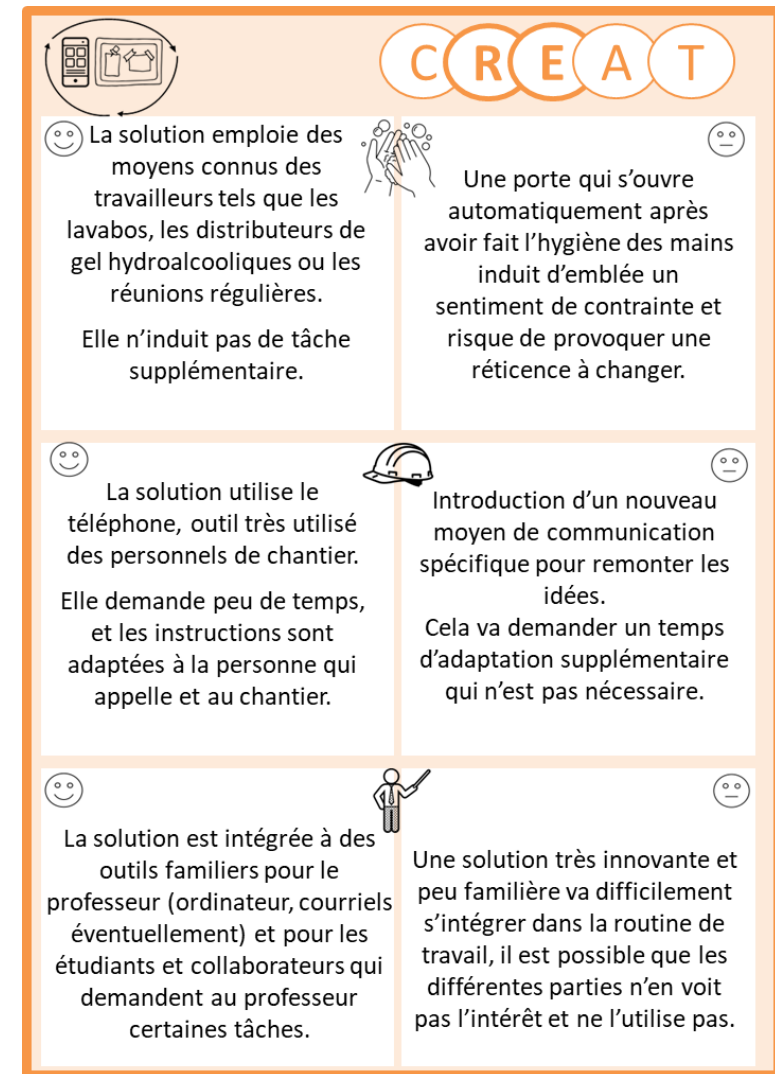 CREAT
La solution emploie des
moyens connus des
travailleurs tels que les
lavabos, les distributeurs de
gel hydroalcooliques ou les
réunions régulières.
Elle n’induit pas de tâche
supplémentaire.
Une porte qui s’ouvre
automatiquement après
avoir fait l’hygiène des mains
induit d’emblée un
sentiment de contrainte et
risque de provoquer une
réticence à changer.
La solution utilise le
téléphone, outil très utilisé
des personnels de chantier.
Elle demande peu de temps,
et les instructions sont
adaptées à la personne qui
appelle et au chantier.
Introduction d’un nouveau
moyen de communication
spécifique pour remonter les
idées.
Cela va demander un temps
d’adaptation supplémentaire
qui n’est pas nécessaire.
La solution est intégrée à des
outils familiers pour le
professeur (ordinateur, courriels
éventuellement) et pour les
étudiants et collaborateurs qui
demandent au professeur
certaines tâches.
Une solution très innovante et
peu familière va difficilement
s’intégrer dans la routine de
travail, il est possible que les
différentes parties n’en voit
pas l’intérêt et ne l’utilise pas.